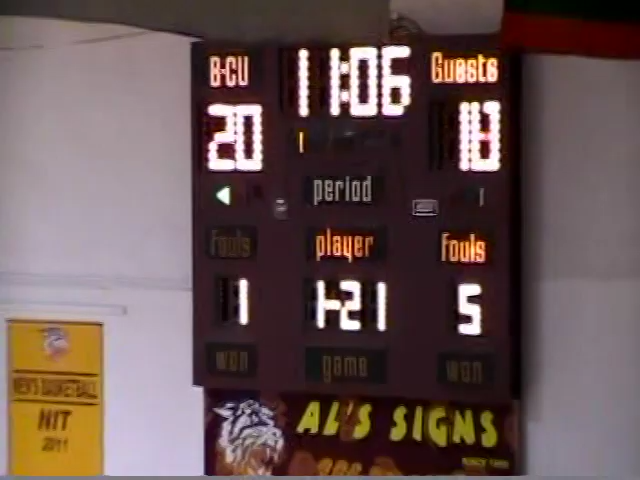 B-CU 11:06 Guests
20 1 18
period
Fouls player Fouls
1 1-21 5
won game won
AL'S SIGNS
MEN'S BASKETBALL
NIT
2011